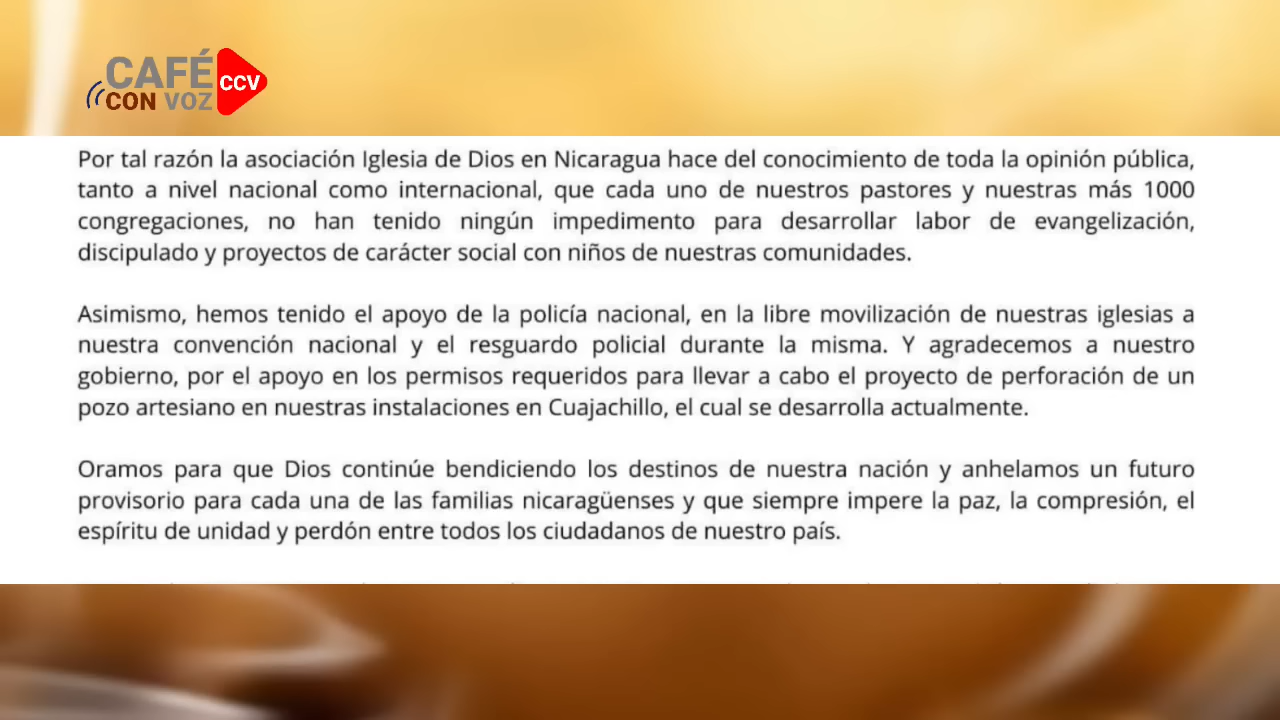 CAFÉ
CON VOZ
CCV
Por tal razón la asociación Iglesia de Dios en Nicaragua hace del conocimiento de toda la opinión pública,
tanto a nivel nacional como internacional, que cada uno de nuestros pastores y nuestras más 1000
congregaciones, no han tenido ningún impedimento para desarrollar labor de evangelización,
discipulado y proyectos de carácter social con niños de nuestras comunidades.
Asimismo, hemos tenido el apoyo de la policía nacional, en la libre movilización de nuestras iglesias a
nuestra convención nacional y el resguardo policial durante la misma. Y agradecemos a nuestro
gobierno, por el apoyo en los permisos requeridos para llevar a cabo el proyecto de perforación de un
pozo artesiano en nuestras instalaciones en Cuajachillo, el cual se desarrolla actualmente.
Oramos para que Dios continúe bendiciendo los destinos de nuestra nación y anhelamos un futuro
provisorio para cada una de las familias nicaragüenses y que siempre impere la paz, la compresión, el
espíritu de unidad y perdón entre todos los ciudadanos de nuestro país.